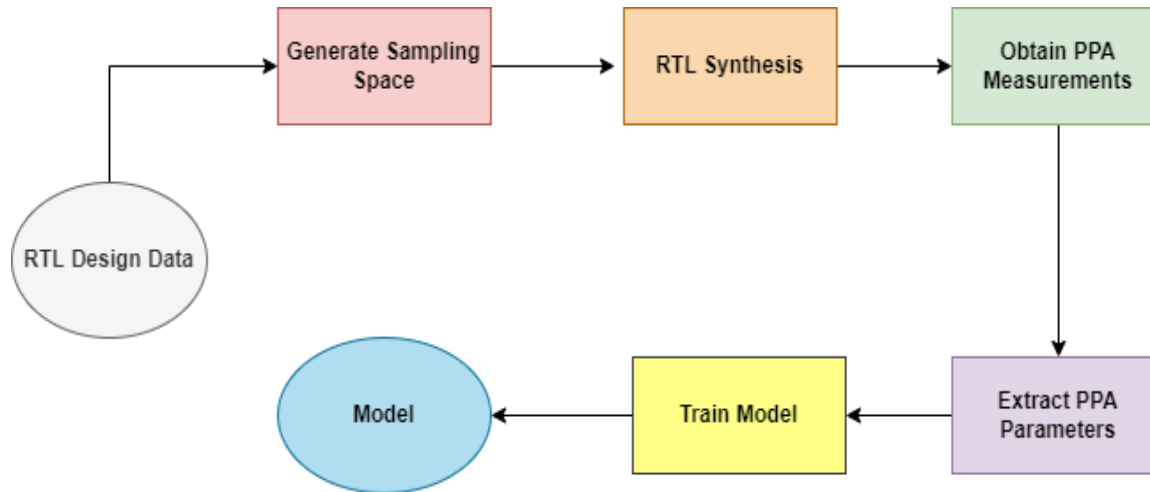 Generate Sampling
Space
RTL Synthesis
Obtain PPA
Measurements
RTL Design Data
Model
Train Model
Extract PPA
Parameters